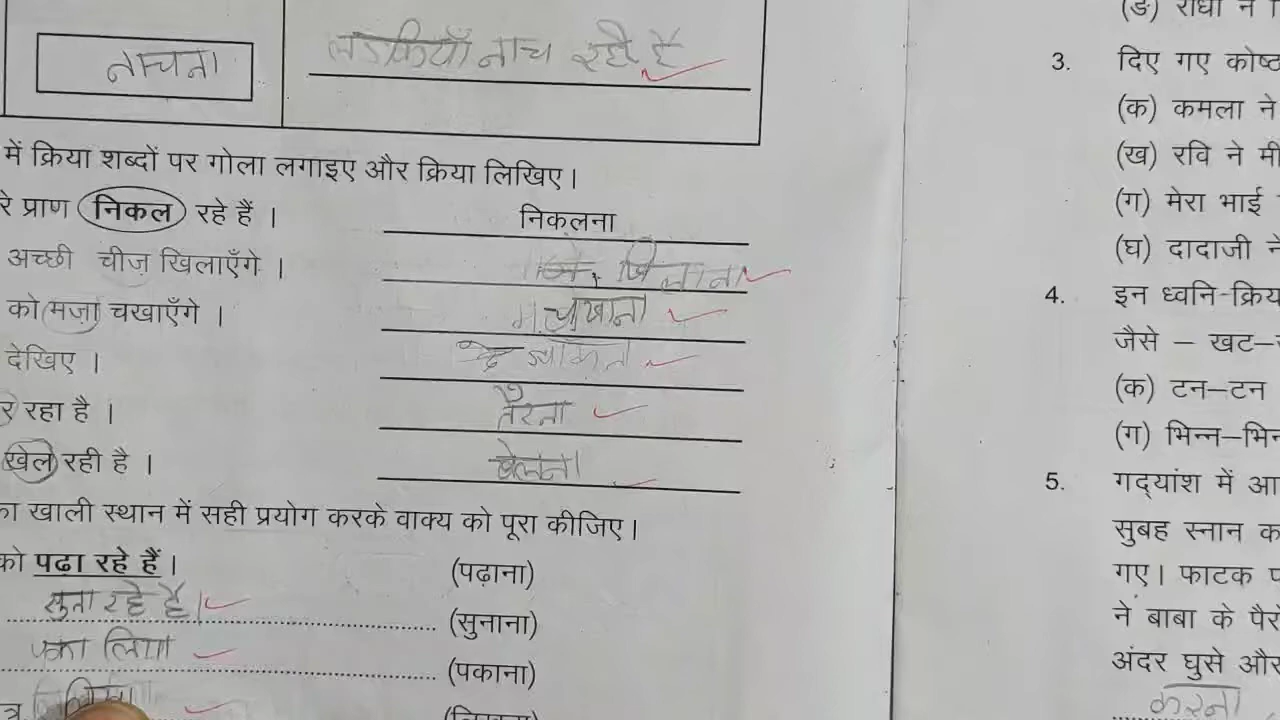 नाचना
लडकियाँ नाच रही है
में क्रिया शब्दों पर गोला लगाइए और क्रिया लिखिए।
रे प्राण निकल रहे हैं । निकलना
अच्छी चीज़ खिलाएँगे । खिलाना
को मज़ा चखाएँगे । चखाना
देखिए ।
र रहा है । तैरना
खेल रही है । खेलना
का खाली स्थान में सही प्रयोग करके वाक्य को पूरा कीजिए।
को पढ़ा रहे हैं। (पढ़ाना)
सुना रहे है। (सुनाना)
पका लिया (पकाना)
(ङ) राधा ने
3. दिए गए कोष्ठ
(क) कमला ने
(ख) रवि ने मी
(ग) मेरा भाई
(घ) दादाजी ने
4. इन ध्वनि-क्रिय
जैसे – खट–
(क) टन–टन
(ग) भिन्न–भिन
5. गद्‌यांश में आ
सुबह स्नान क
गए। फाटक प
ने बाबा के पैर
अंदर घुसे और
करना